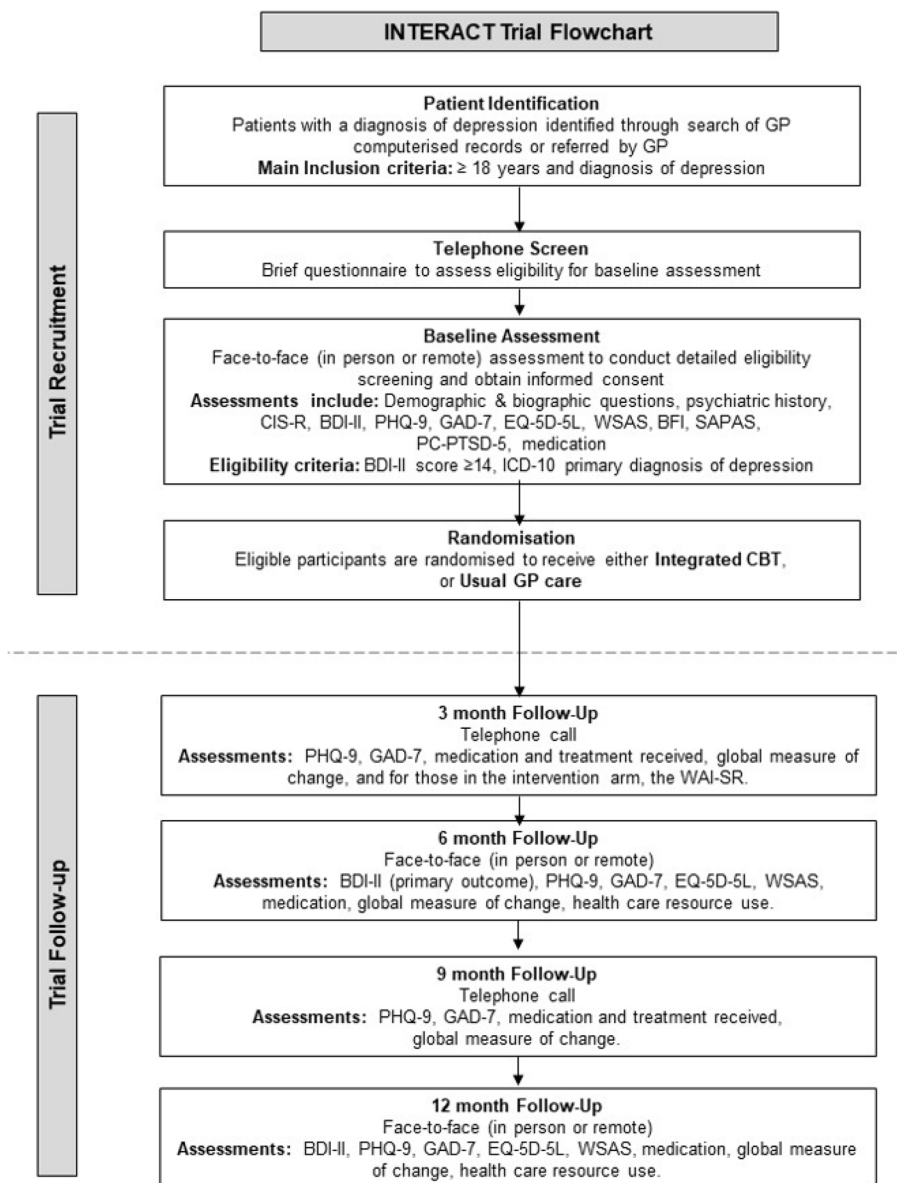 INTERACT Trial Flowchart
Trial Recruitment
Patient Identification
Patients with a diagnosis of depression identified through search of GP
computerised records or referred by GP
Main Inclusion criteria: ≥ 18 years and diagnosis of depression
Telephone Screen
Brief questionnaire to assess eligibility for baseline assessment
Baseline Assessment
Face-to-face (in person or remote) assessment to conduct detailed eligibility
screening and obtain informed consent
Assessments include: Demographic & biographic questions, psychiatric history,
CIS-R, BDI-II, PHQ-9, GAD-7, EQ-5D-5L, WSAS, BFI, SAPAS,
PC-PTSD-5, medication
Eligibility criteria: BDI-II score ≥14, ICD-10 primary diagnosis of depression
Randomisation
Eligible participants are randomised to receive either Integrated CBT,
or Usual GP care
Trial Follow-up
3 month Follow-Up
Telephone call
Assessments: PHQ-9, GAD-7, medication and treatment received, global measure of
change, and for those in the intervention arm, the WAI-SR.
6 month Follow-Up
Face-to-face (in person or remote)
Assessments: BDI-II (primary outcome), PHQ-9, GAD-7, EQ-5D-5L, WSAS,
medication, global measure of change, health care resource use.
9 month Follow-Up
Telephone call
Assessments: PHQ-9, GAD-7, medication and treatment received,
global measure of change.
12 month Follow-Up
Face-to-face (in person or remote)
Assessments: BDI-II, PHQ-9, GAD-7, EQ-5D-5L, WSAS, medication, global measure
of change, health care resource use.